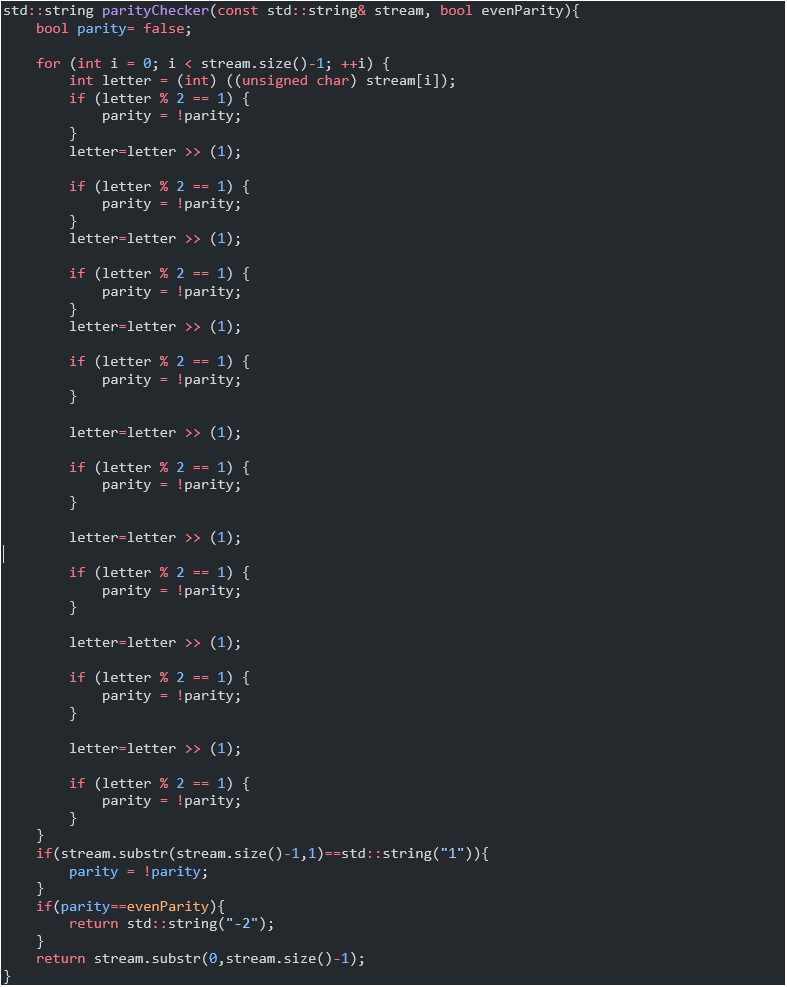 std::string parityChecker(const std::string& stream, bool evenParity){
    bool parity= false;

    for (int i = 0; i < stream.size()-1; ++i) {
        int letter = (int) ((unsigned char) stream[i]);
        if (letter % 2 == 1) {
            parity = !parity;
        }
        letter=letter >> (1);

        if (letter % 2 == 1) {
            parity = !parity;
        }
        letter=letter >> (1);

        if (letter % 2 == 1) {
            parity = !parity;
        }
        letter=letter >> (1);

        if (letter % 2 == 1) {
            parity = !parity;
        }

        letter=letter >> (1);

        if (letter % 2 == 1) {
            parity = !parity;
        }

        letter=letter >> (1);

        if (letter % 2 == 1) {
            parity = !parity;
        }

        letter=letter >> (1);

        if (letter % 2 == 1) {
            parity = !parity;
        }

        letter=letter >> (1);

        if (letter % 2 == 1) {
            parity = !parity;
        }
    }
    if(stream.substr(stream.size()-1,1)==std::string("1")){
        parity = !parity;
    }
    if(parity==evenParity){
        return std::string("-2");
    }
    return stream.substr(0,stream.size()-1);
}